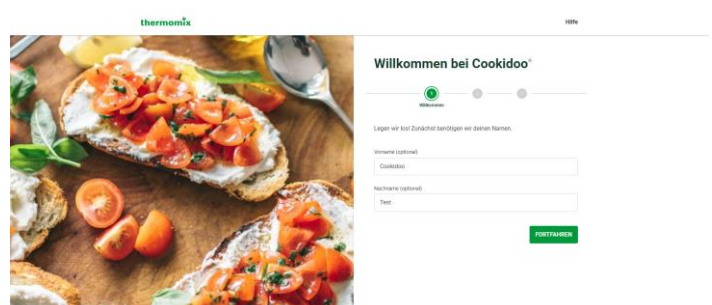 thermomix
Hilfe
Willkommen bei Cookidoo®
1
Willkommen
Legen wir los! Zunächst benötigen wir deinen Namen.
Vorname (optional)
Cookidoo
Nachname (optional)
Test
FORTFAHREN